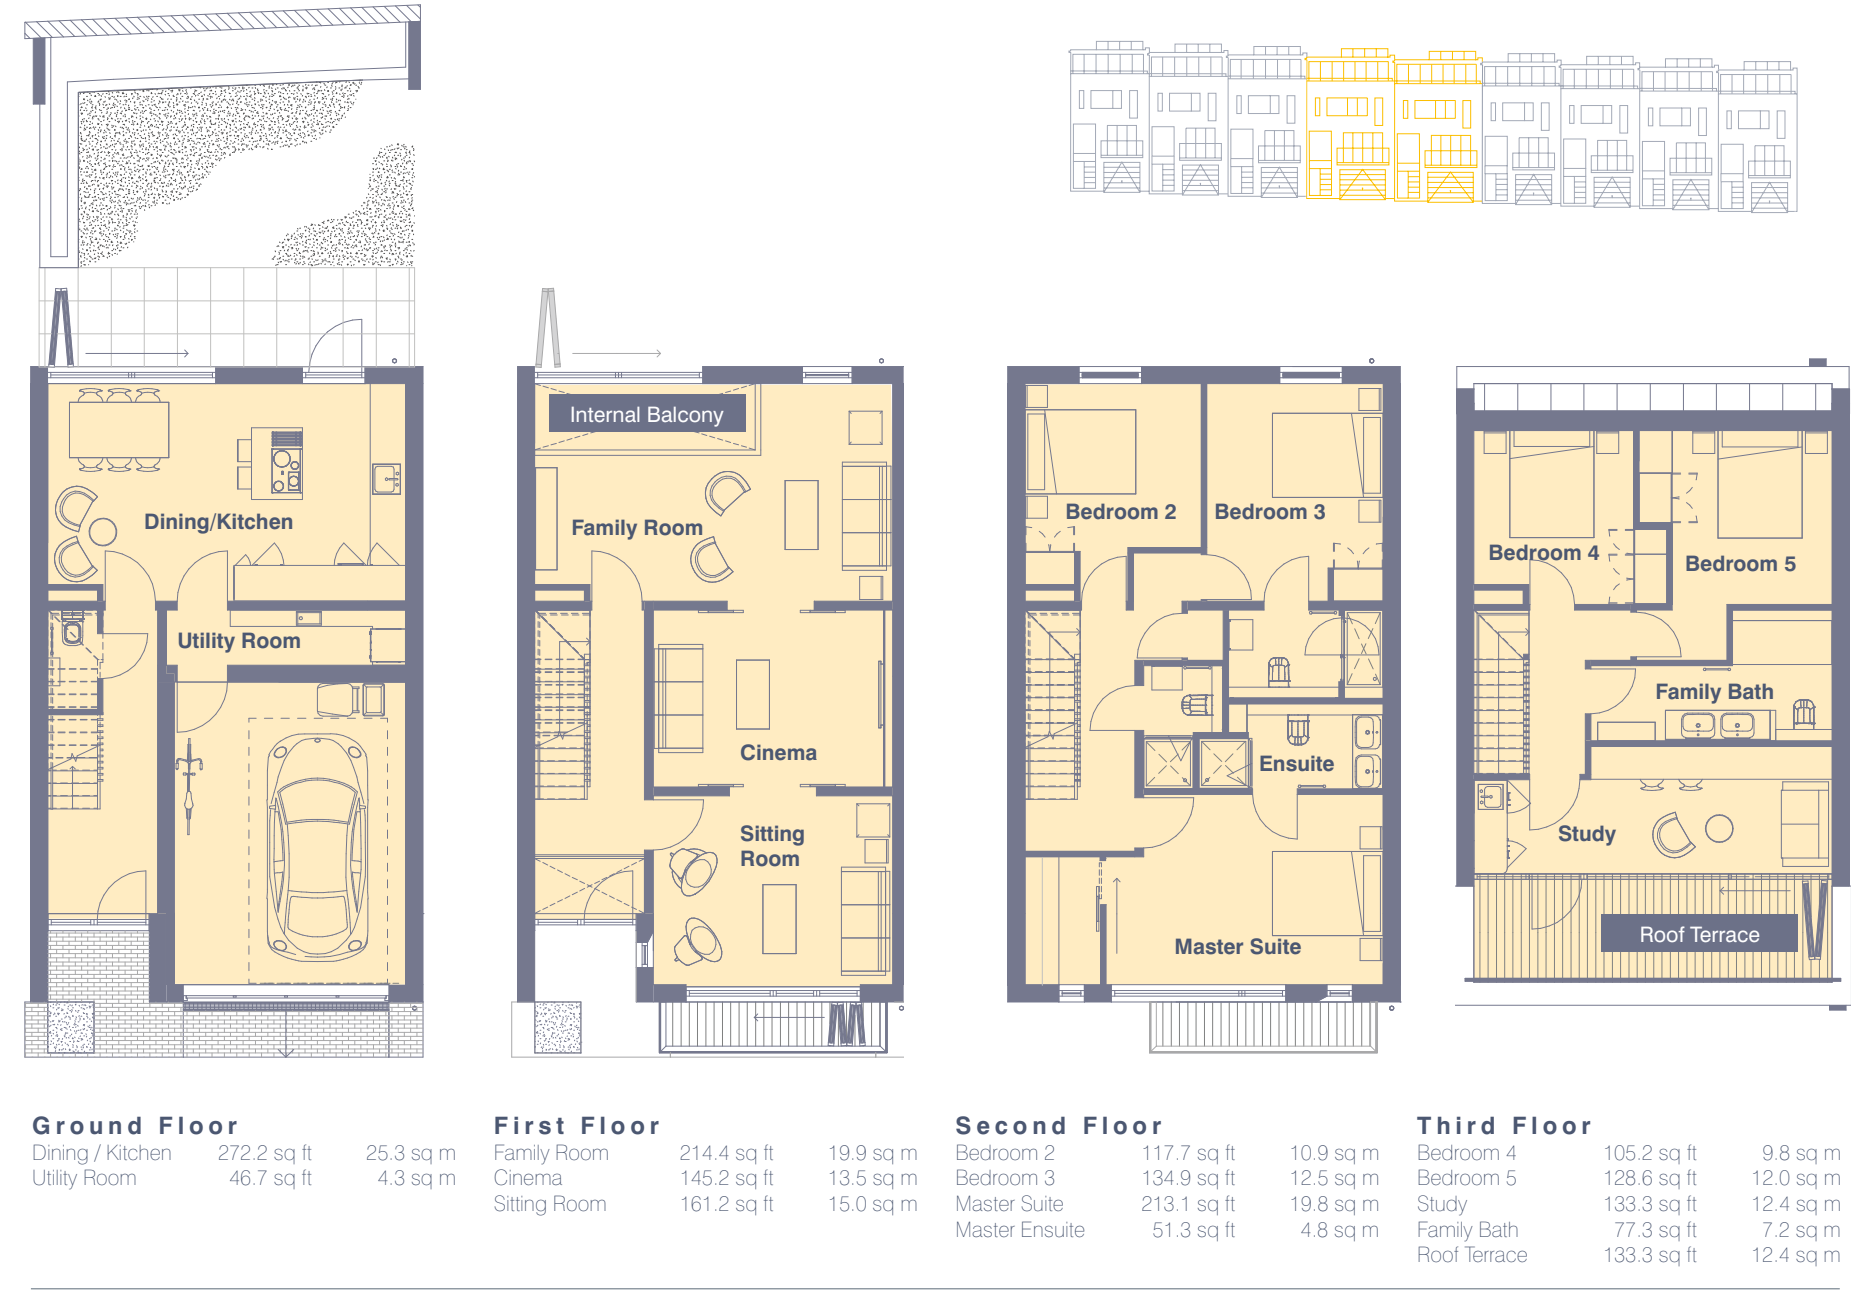 Internal Balcony
Dining/Kitchen
Family Room
Bedroom 2
Bedroom 3
Bedroom 4
Bedroom 5
Utility Room
Family Bath
Cinema
Ensuite
Sitting
Room
Study
Master Suite
Roof Terrace
Ground Floor
Dining / Kitchen 272.2 sq ft 25.3 sq m
Utility Room 46.7 sq ft 4.3 sq m
First Floor
Family Room 214.4 sq ft 19.9 sq m
Cinema 145.2 sq ft 13.5 sq m
Sitting Room 161.2 sq ft 15.0 sq m
Second Floor
Bedroom 2 117.7 sq ft 10.9 sq m
Bedroom 3 134.9 sq ft 12.5 sq m
Master Suite 213.1 sq ft 19.8 sq m
Master Ensuite 51.3 sq ft 4.8 sq m
Third Floor
Bedroom 4 105.2 sq ft 9.8 sq m
Bedroom 5 128.6 sq ft 12.0 sq m
Study 133.3 sq ft 12.4 sq m
Family Bath 77.3 sq ft 7.2 sq m
Roof Terrace 133.3 sq ft 12.4 sq m